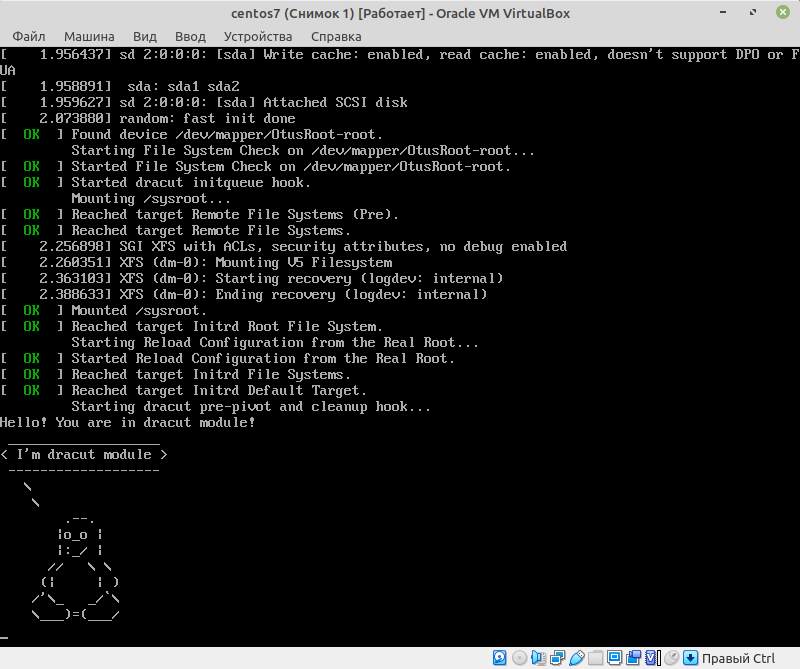 centos7 (Снимок 1) [Работает] - Oracle VM VirtualBox
Файл Машина Вид Ввод Устройства Справка
[    1.956437] sd 2:0:0:0: [sda] Write cache: enabled, read cache: enabled, doesn't support DPO or F
UA
[    1.958891]  sda: sda1 sda2
[    1.959627] sd 2:0:0:0: [sda] Attached SCSI disk
[    2.073880] random: fast init done
[  OK  ] Found device /dev/mapper/OtusRoot-root.
         Starting File System Check on /dev/mapper/OtusRoot-root...
[  OK  ] Started File System Check on /dev/mapper/OtusRoot-root.
[  OK  ] Started dracut initqueue hook.
         Mounting /sysroot...
[  OK  ] Reached target Remote File Systems (Pre).
[  OK  ] Reached target Remote File Systems.
[    2.256898] SGI XFS with ACLs, security attributes, no debug enabled
[    2.260351] XFS (dm-0): Mounting V5 Filesystem
[    2.363103] XFS (dm-0): Starting recovery (logdev: internal)
[    2.388633] XFS (dm-0): Ending recovery (logdev: internal)
[  OK  ] Mounted /sysroot.
[  OK  ] Reached target Initrd Root File System.
         Starting Reload Configuration from the Real Root...
[  OK  ] Started Reload Configuration from the Real Root.
[  OK  ] Reached target Initrd File Systems.
[  OK  ] Reached target Initrd Default Target.
         Starting dracut pre-pivot and cleanup hook...
Hello! You are in dracut module!
 ___________________
< I'm dracut module >
 -------------------
   \
    \
        .--.
       |o_o |
       |:_/ |
      //   \ \
     (|     | )
    /'\_   _/`\
    \___)=(___/
_
Правый Ctrl